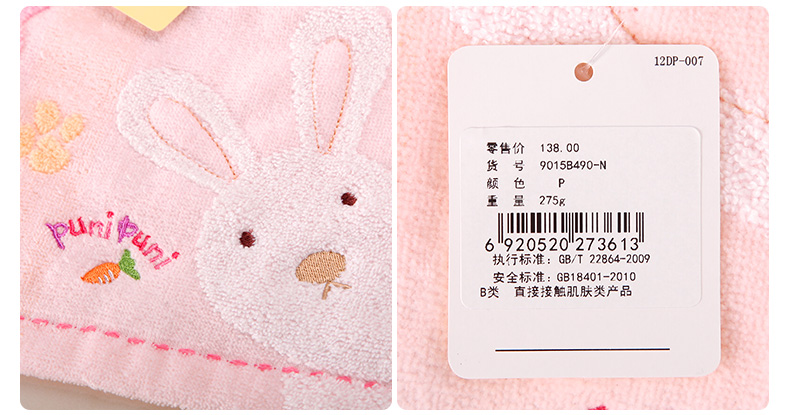 puni puni
12DP-007
零售价 138.00
货 号 9015B490-N
颜 色 P
重 量 275g
6 920520 273613
执行标准: GB/T 22864-2009
安全标准: GB18401-2010
B类 直接接触肌肤类产品